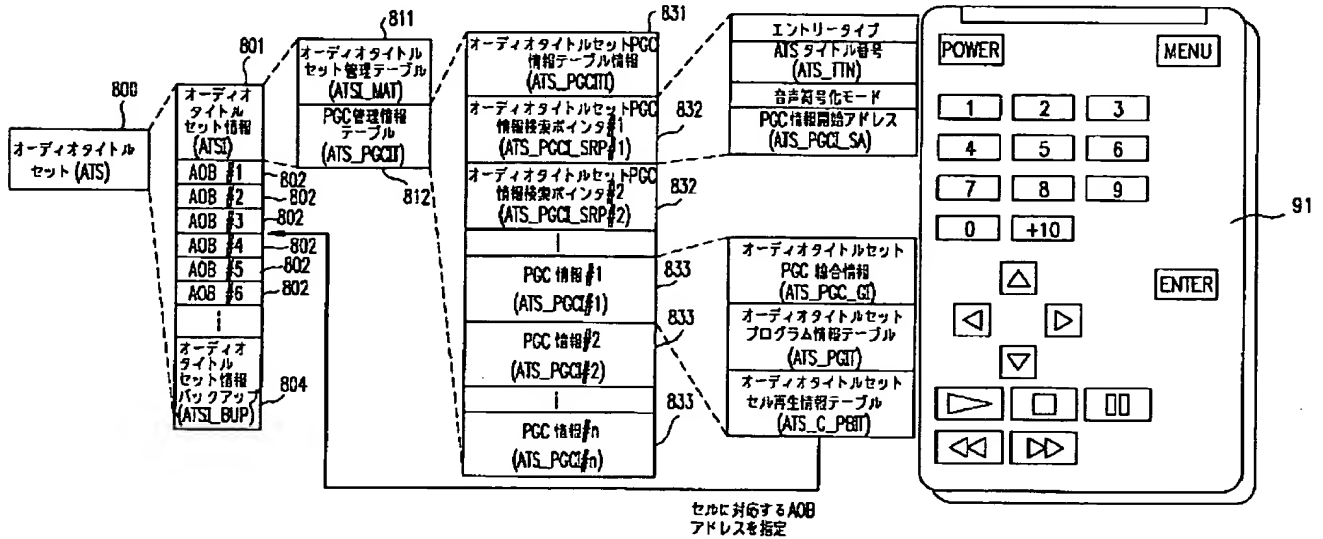 800
オーディオタイトル
セット(ATS)
801
オーディオ
タイトル
セット情報
(ATSI)
AOB #1
AOB #2
AOB #3
AOB #4
AOB #5
AOB #6
オーディオ
タイトル
セット情報
バックアップ
(ATSI_BUP)
802
802
802
802
802
802
804
811
オーディオタイトル
セット管理テーブル
(ATSI_MAT)
PGC管理情報
テーブル
(ATS_PGCIT)
812
831
オーディオタイトルセットPGC
情報テーブル情報
(ATS_PGCITI)
オーディオタイトルセットPGC
情報検索ポインタ#1
(ATS_PGCI_SRP#1)
832
オーディオタイトルセットPGC
情報検索ポインタ#2
(ATS_PGCI_SRP#2)
832
PGC 情報#1
(ATS_PGCI#1)
833
PGC 情報#2
(ATS_PGCI#2)
833
PGC 情報#n
(ATS_PGCI#n)
833
エントリータイプ
ATS タイトル番号
(ATS_TTN)
音声符号化モード
PGC情報開始アドレス
(ATS_PGCI_SA)
オーディオタイトルセット
PGC 総合情報
(ATS_PGC_GI)
オーディオタイトルセット
プログラム情報テーブル
(ATS_PGIT)
オーディオタイトルセット
セル再生情報テーブル
(ATS_C_PBIT)
セルに対応するAOB
アドレスを指定
POWER
MENU
1 2 3
4 5 6
7 8 9
0 +10
ENTER
91